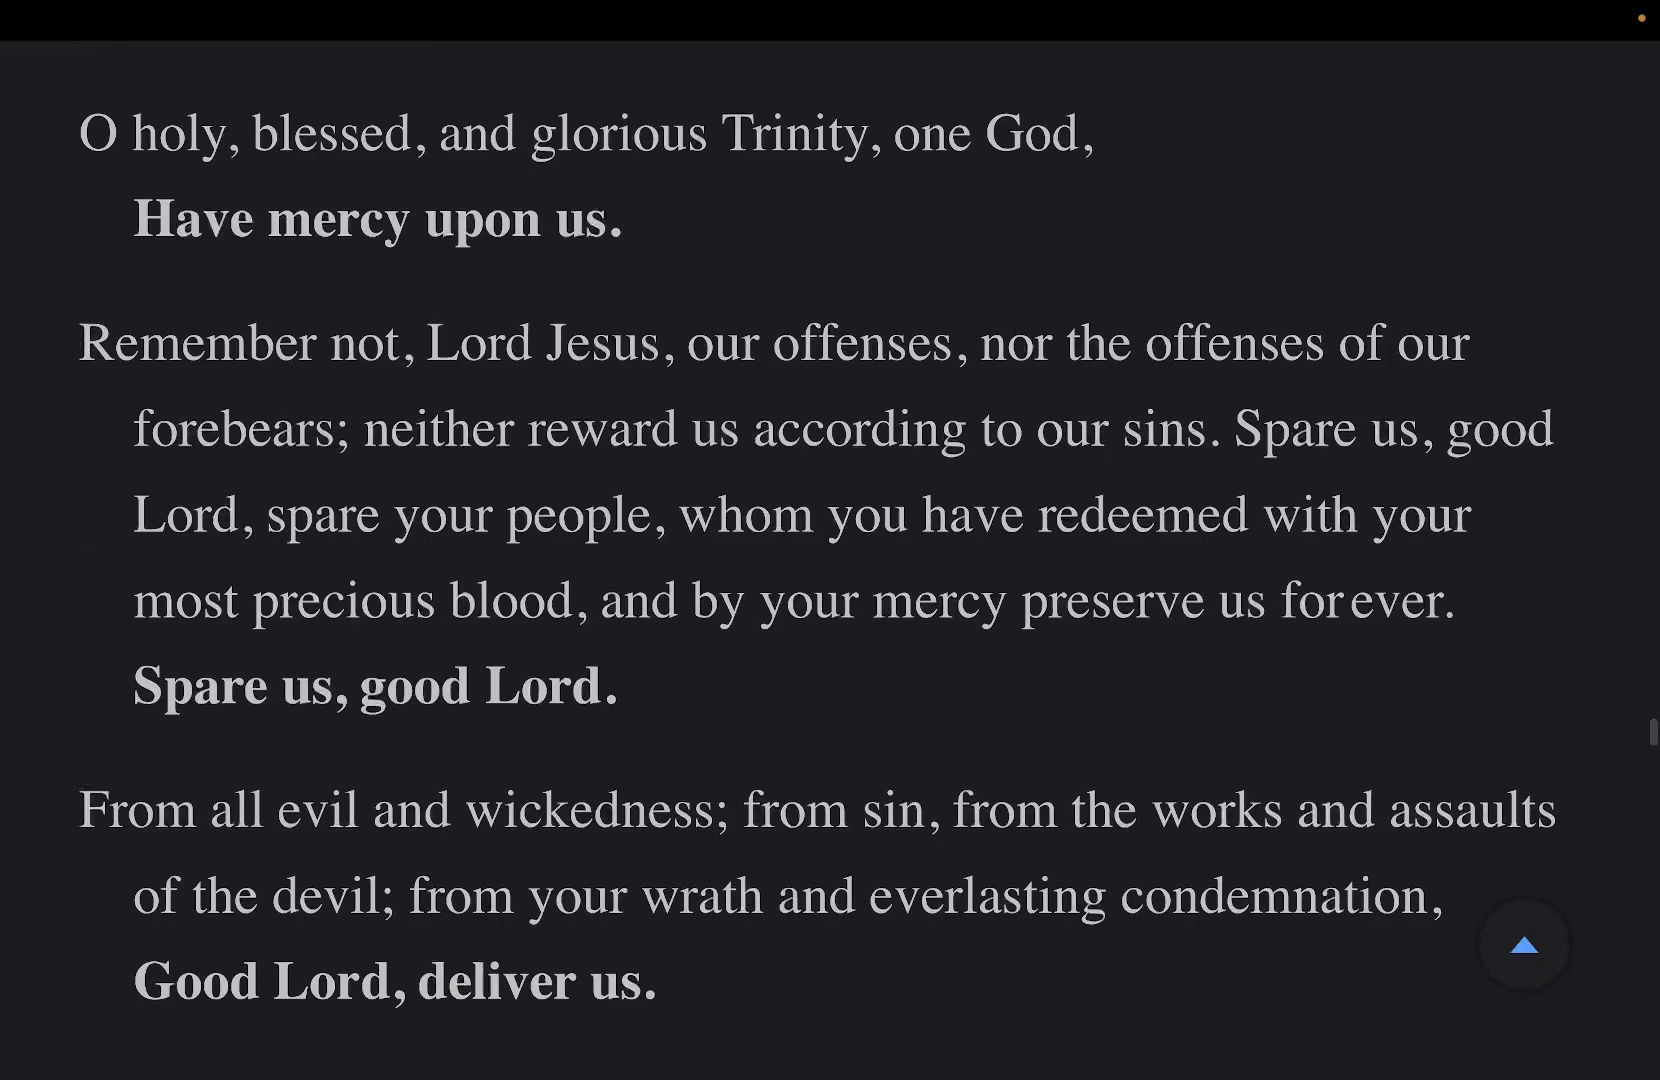 O holy, blessed, and glorious Trinity, one God,
Have mercy upon us.
Remember not, Lord Jesus, our offenses, nor the offenses of our
forebears; neither reward us according to our sins. Spare us, good
Lord, spare your people, whom you have redeemed with your
most precious blood, and by your mercy preserve us forever.
Spare us, good Lord.
From all evil and wickedness; from sin, from the works and assaults
of the devil; from your wrath and everlasting condemnation,
Good Lord, deliver us.